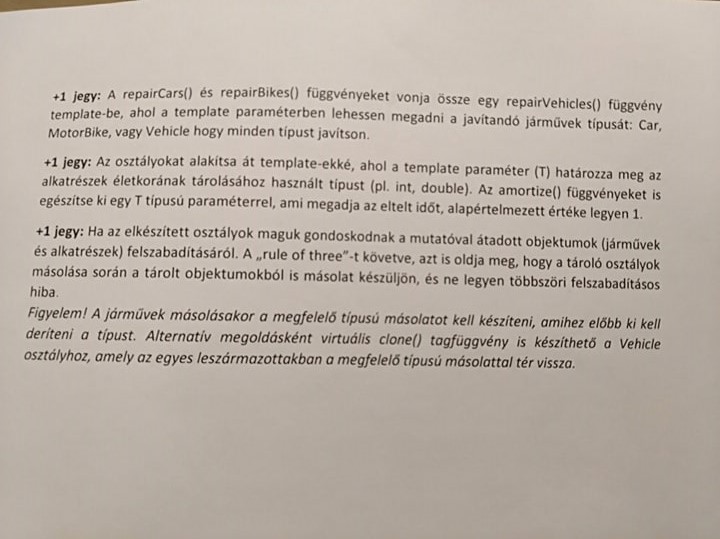 +1 jegy: A repairCars() és repairBikes() függvényeket vonja össze egy repairVehicles() függvény
template-be, ahol a template paraméterben lehessen megadni a javítandó járművek típusát: Car,
MotorBike, vagy Vehicle hogy minden típust javítson.
+1 jegy: Az osztályokat alakítsa át template-ekké, ahol a template paraméter (T) határozza meg az
alkatrészek életkorának tárolásához használt típust (pl. int, double). Az amortize() függvényeket is
egészítse ki egy T típusú paraméterrel, ami megadja az eltelt időt, alapértelmezett értéke legyen 1.
+1 jegy: Ha az elkészített osztályok maguk gondoskodnak a mutatóval átadott objektumok (járművek
és alkatrészek) felszabadításáról. A „rule of three”-t követve, azt is oldja meg, hogy a tároló osztályok
másolása során a tárolt objektumokból is másolat készüljön, és ne legyen többszöri felszabadításos
hiba.
Figyelem! A járművek másolásakor a megfelelő típusú másolatot kell készíteni, amihez előbb ki kell
deríteni a típust. Alternatív megoldásként virtuális clone() tagfüggvény is készíthető a Vehicle
osztályhoz, amely az egyes leszármazottakban a megfelelő típusú másolattal tér vissza.